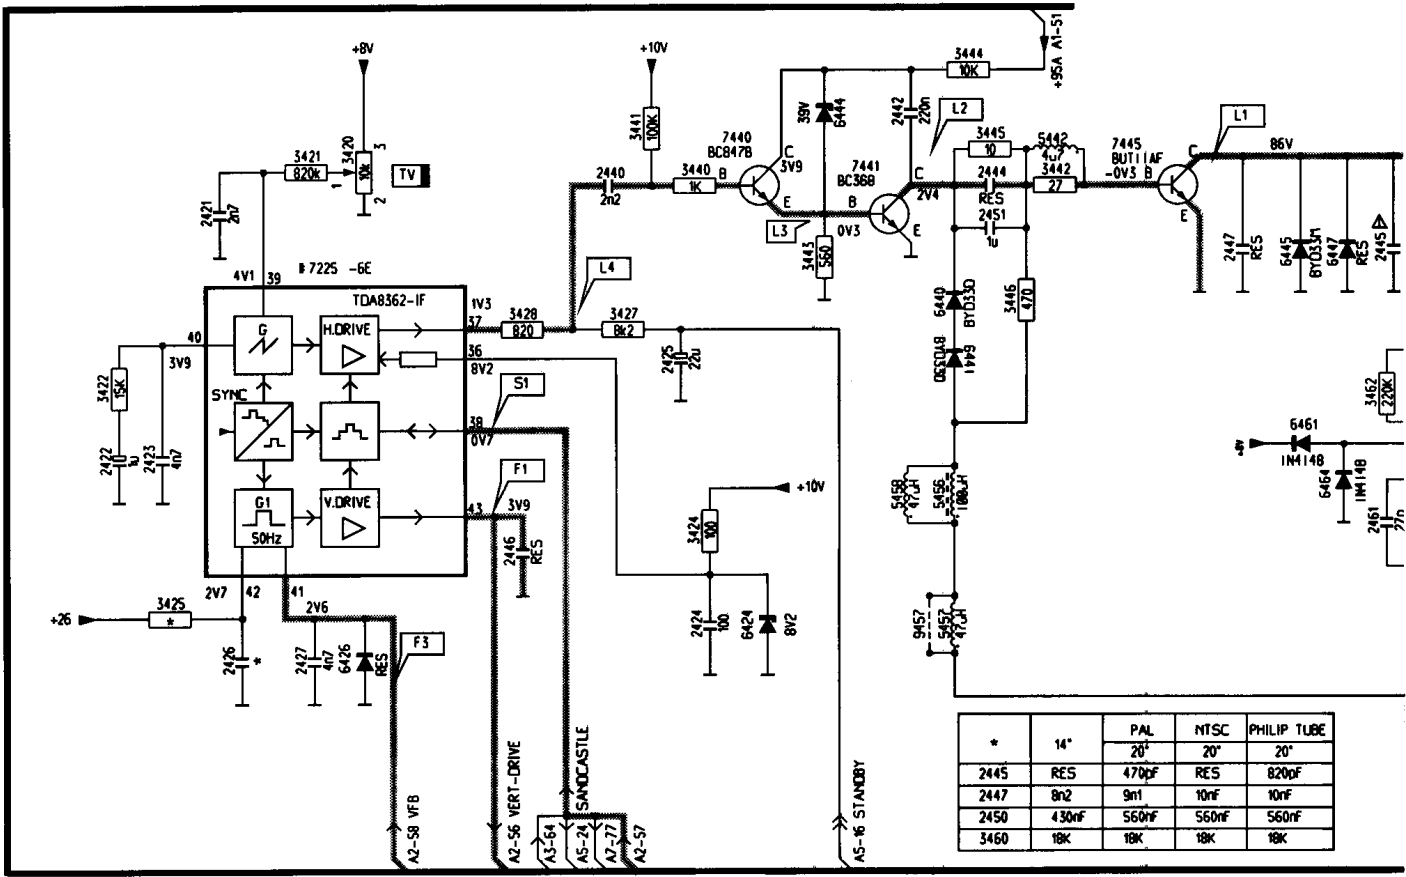 +8V
+10V
3444
10K
+95A A1-51
3420
10k
3
1
2
3421
820k
TV
2421
2n7
3441
100K
2440
2n2
3440
1K
B
7440
BC847B
C
3V9
E
39V
6444
2442
220n
L2
7441
BC368
C
2V4
B
0V3
E
L3
3443
560
3445
10
5442
4u7
2444
RES
3442
27
2451
1u
7445
BUT11AF
-0V3 B
C
E
L1
86V
2447
RES
6445
BYD33M
6447
RES
2445
4V1
39
# 7225 -6E
TDA8362-IF
40
3V9
G
H.DRIVE
1V3
37
3428
820
L4
3427
8k2
36
8V2
2425
22u
6440
BYD33D
6441
BYD33D
3446
470
3422
15K
2422
1u
2423
4n7
SYNC
38
0V7
S1
G1
50Hz
V.DRIVE
43
F1
3V9
2446
RES
3462
220K
6461
1N4148
6464
1N4148
2461
27n
+10V
3424
100
2424
100
6424
8V2
5458
47uH
5456
100uH
9457
5457
47uH
2V7
42
41
2V6
+26
3425
*
2426
*
2427
4n7
6426
RES
F3
A2-58 VFB
A2-56 VERT-DRIVE
A3-64
A5-24
SANDCASTLE
A7-77
A2-57
A5-16 STANDBY
* 14" PAL NTSC PHILIP TUBE
20" 20" 20"
2445 RES 470pF RES 820pF
2447 8n2 9n1 10nF 10nF
2450 430nF 560nF 560nF 560nF
3460 18K 18K 18K 18K